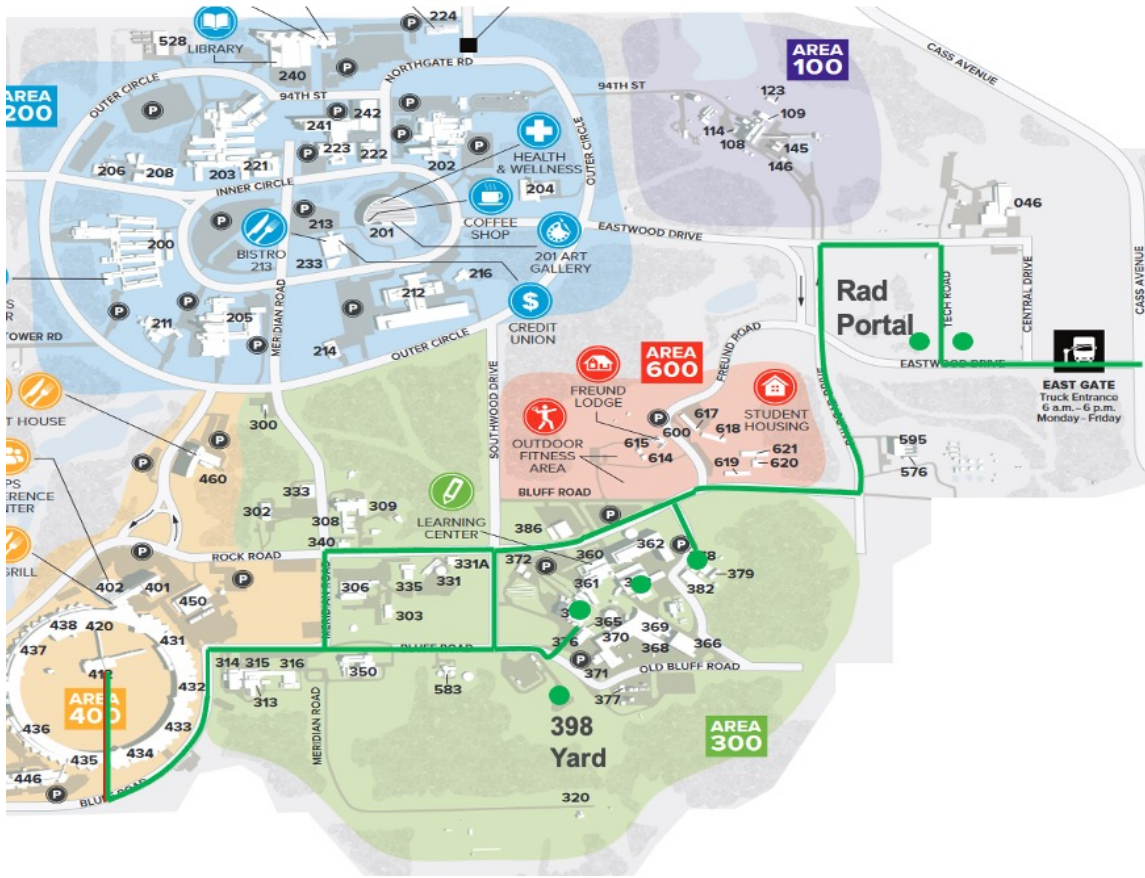 224
528
LIBRARY
240
NORTHGATE RD
CASS AVENUE
AREA
100
AREA
200
OUTER CIRCLE
94TH ST
94TH ST
123
109
114
108
145
146
241
242
223
222
202
HEALTH
& WELLNESS
OUTER CIRCLE
206
208
203
221
INNER CIRCLE
204
046
COFFEE
SHOP
200
213
201
EASTWOOD DRIVE
BISTRO
213
233
201 ART
GALLERY
216
212
Rad
Portal
TECH ROAD
CENTRAL DRIVE
CASS AVENUE
TOWER RD
211
205
MERIDIAN ROAD
CREDIT
UNION
214
OUTER CIRCLE
FREUND ROAD
EASTWOOD DRIVE
EAST GATE
Truck Entrance
6 a.m. – 6 p.m.
Monday – Friday
AREA
600
FREUND
LODGE
STUDENT
HOUSING
SOUTHWOOD DRIVE
300
617
600
618
615
614
OUTDOOR
FITNESS
AREA
621
620
619
595
576
HOUSE
460
333
302
309
308
340
LEARNING
CENTER
BLUFF ROAD
386
GRILL
ROCK ROAD
331A
331
372
360
362
379
382
361
402
401
450
306
335
303
MERIDIAN ROAD
365
369
370
368
366
376
371
438
420
437
431
BLUFF ROAD
OLD BLUFF ROAD
412
432
314
315
316
350
583
313
377
AREA
400
436
433
434
435
446
MERIDIAN ROAD
398
Yard
AREA
300
320